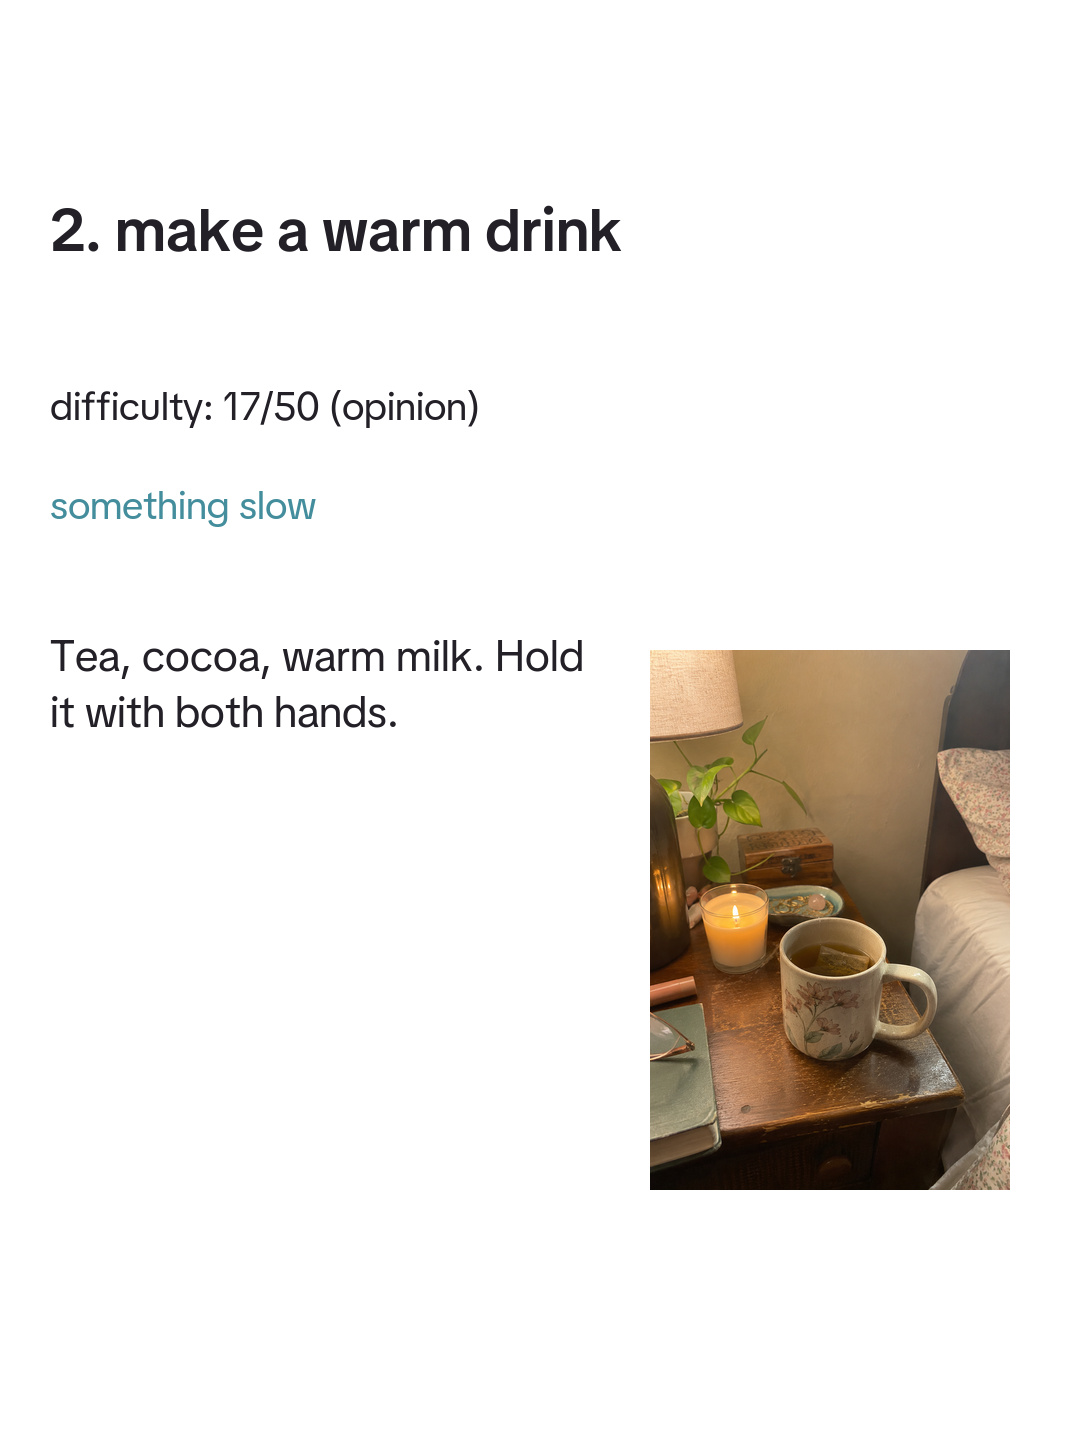 2. make a warm drink
difficulty: 17/50 (opinion)
something slow
Tea, cocoa, warm milk. Hold
it with both hands.